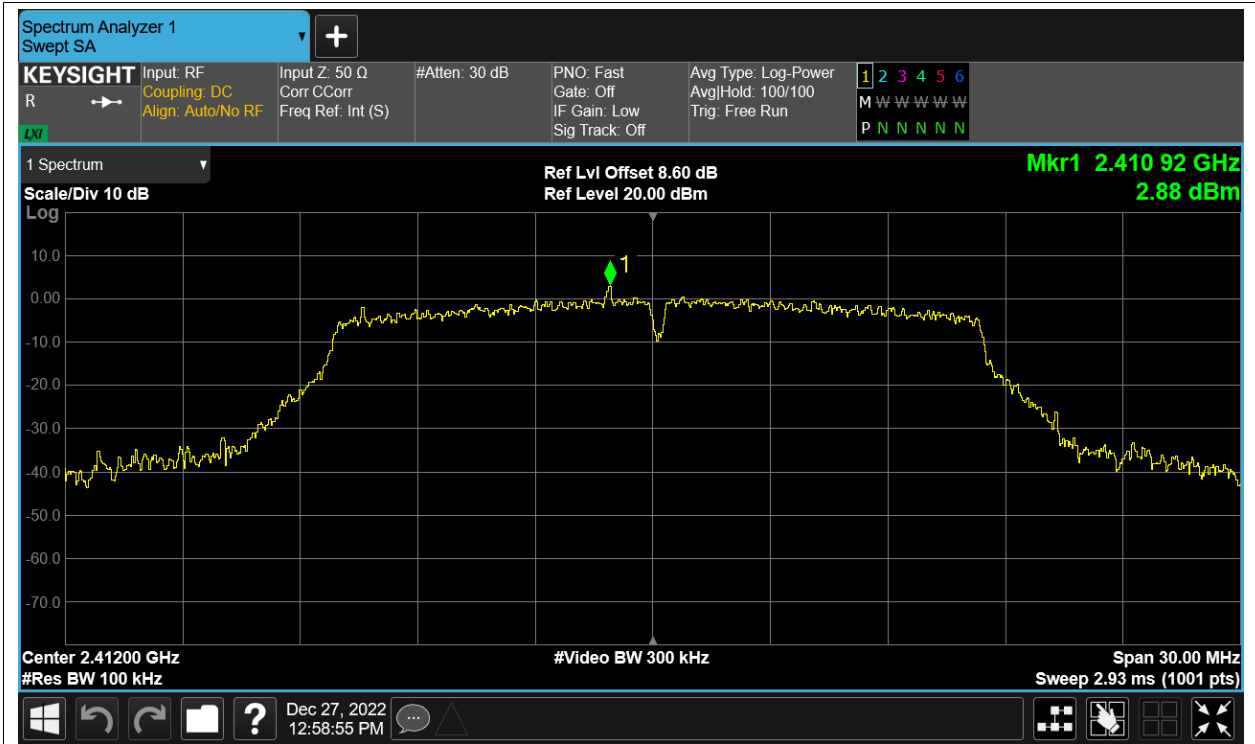 Spectrum Analyzer 1
Swept SA
+
KEYSIGHT
R
LXI
Input: RF
Coupling: DC
Align: Auto/No RF
Input Z: 50 Ω
Corr CCorr
Freq Ref: Int (S)
#Atten: 30 dB
PNO: Fast
Gate: Off
IF Gain: Low
Sig Track: Off
Avg Type: Log-Power
Avg|Hold: 100/100
Trig: Free Run
1 2 3 4 5 6
M W W W W W
P N N N N N N
1 Spectrum
Scale/Div 10 dB
Log
Ref Lvl Offset 8.60 dB
Ref Level 20.00 dBm
Mkr1 2.410 92 GHz
2.88 dBm
1
10.0
0.00
-10.0
-20.0
-30.0
-40.0
-50.0
-60.0
-70.0
Center 2.41200 GHz
#Res BW 100 kHz
#Video BW 300 kHz
Span 30.00 MHz
Sweep 2.93 ms (1001 pts)
?
Dec 27, 2022
12:58:55 PM